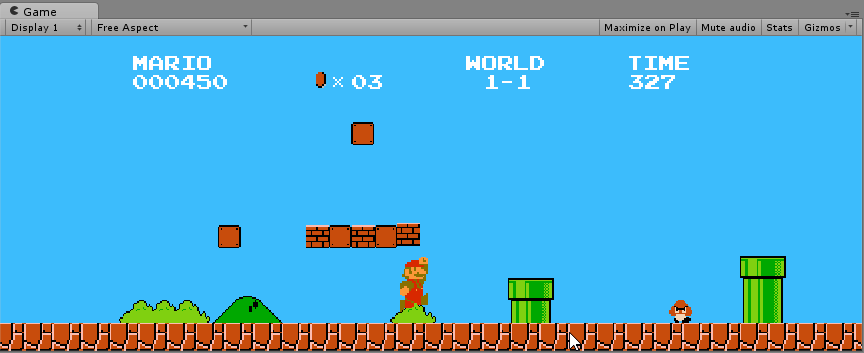 Game
Display 1 Free Aspect Maximize on Play Mute audio Stats Gizmos
MARIO WORLD TIME
000450 × 03 1-1 327